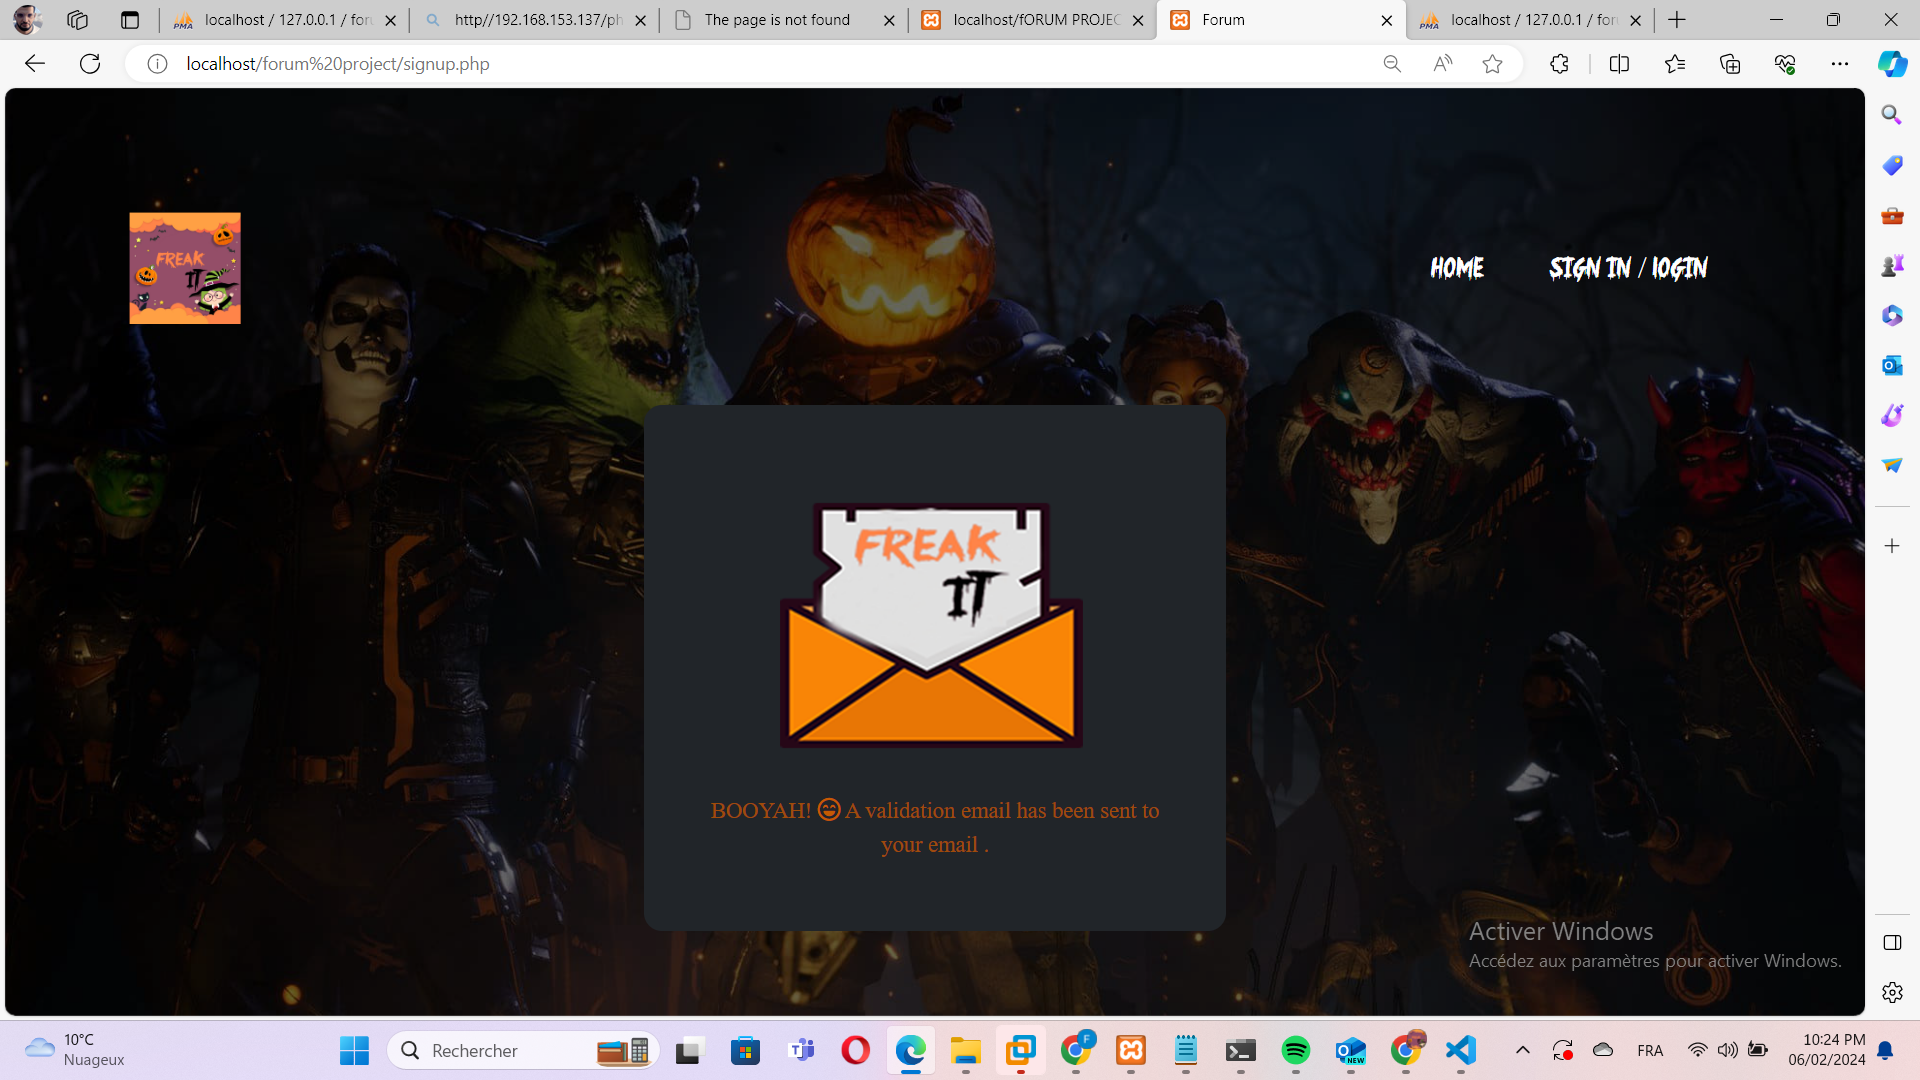 localhost / 127.0.0.1 / foru
http//192.168.153.137/ph
The page is not found
localhost/fORUM PROJEC
Forum
localhost / 127.0.0.1 / foru
localhost/forum%20project/signup.php
FREAK
IT
HOME
SIGN IN / LOGIN
FREAK
IT
BOOYAH! A validation email has been sent to
your email .
Activer Windows
Accédez aux paramètres pour activer Windows.
10°C
Nuageux
Rechercher
FRA
10:24 PM
06/02/2024